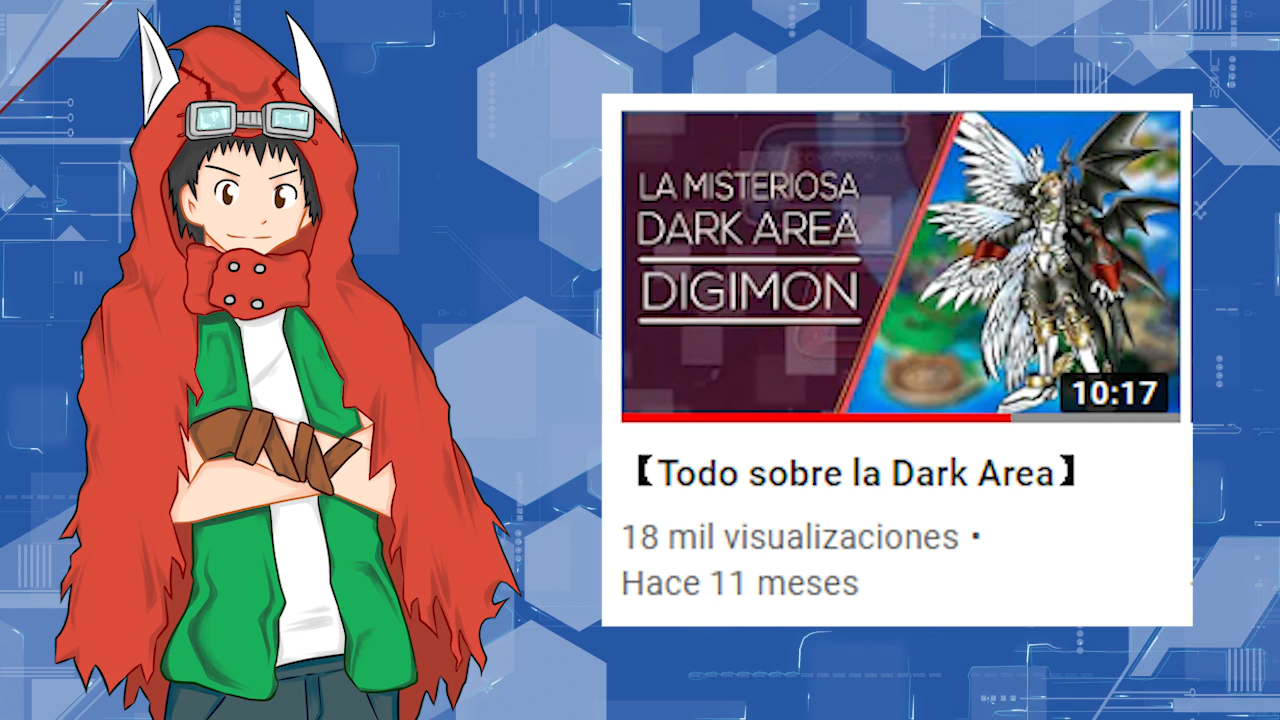 LA MISTERIOSA
DARK AREA
DIGIMON
10:17
【Todo sobre la Dark Area】
18 mil visualizaciones •
Hace 11 meses